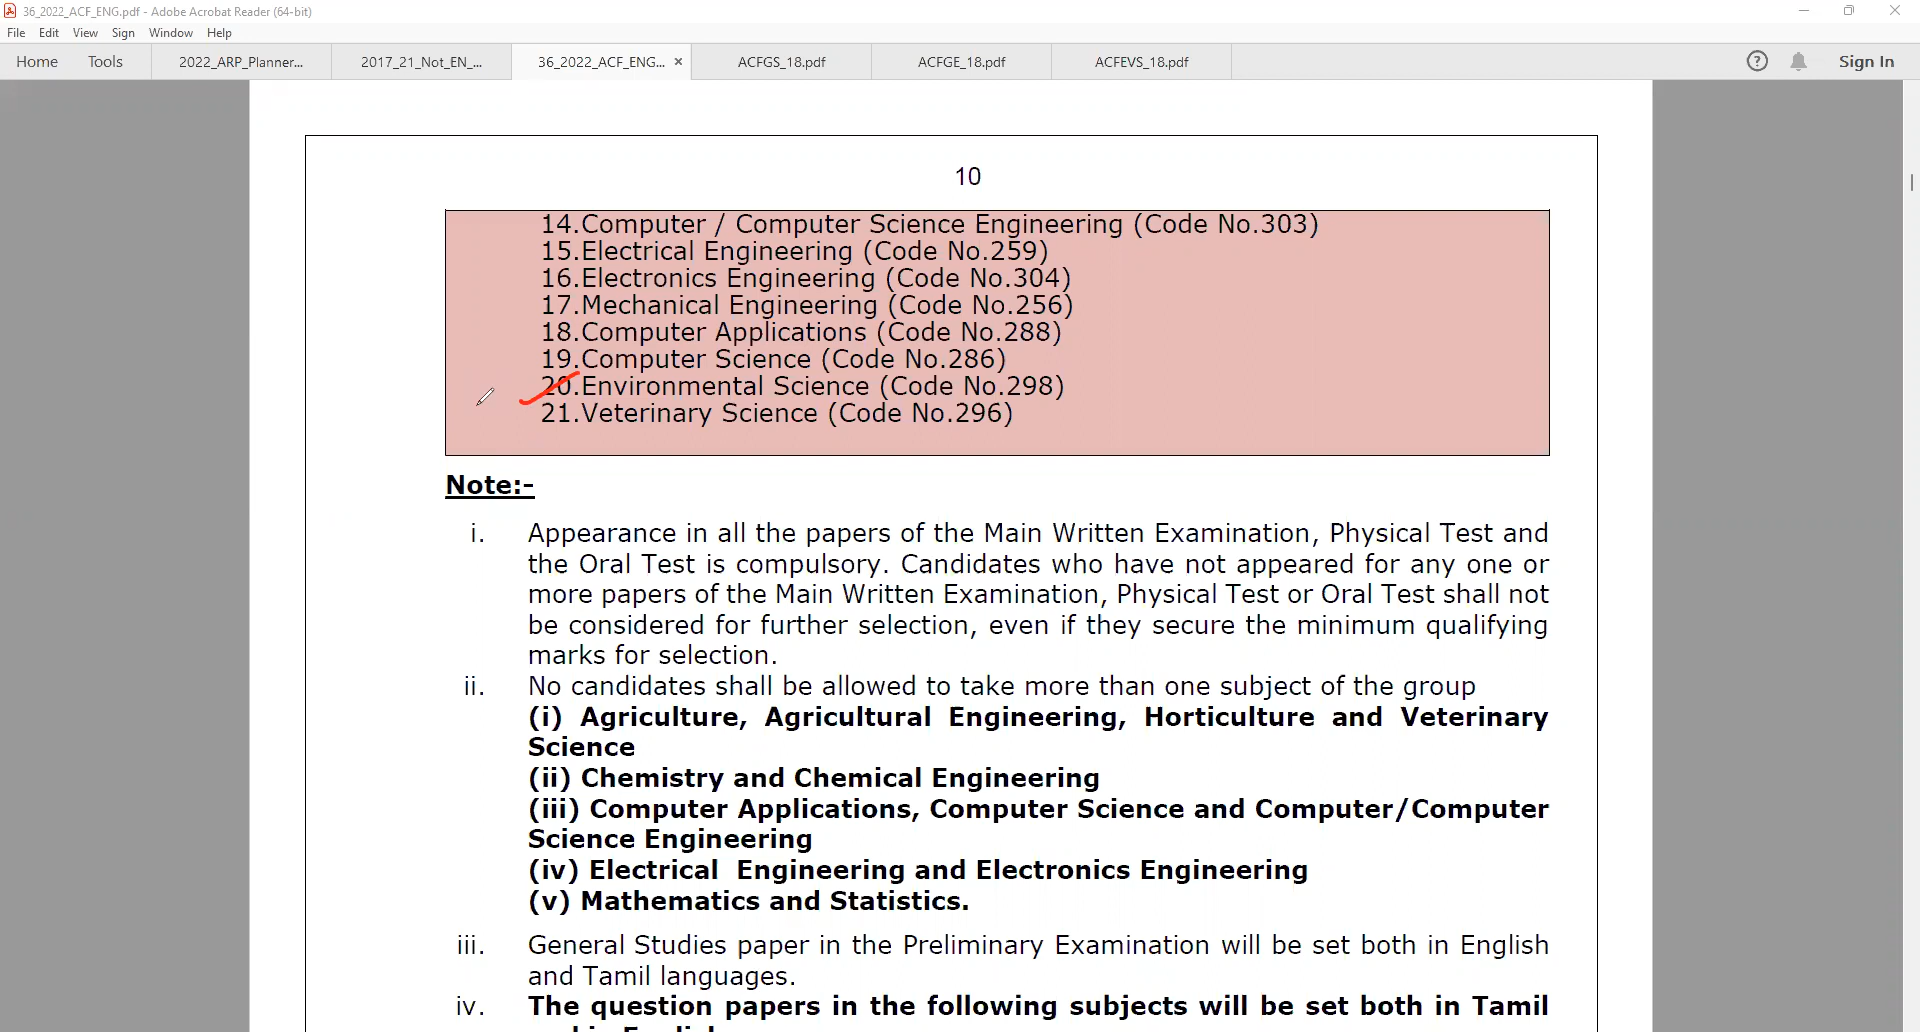 36_2022_ACF_ENG.pdf - Adobe Acrobat Reader (64-bit)
File Edit View Sign Window Help
Home Tools 2022_ARP_Planner... 2017_21_Not_EN_... 36_2022_ACF_ENG... × ACFGS_18.pdf ACFGE_18.pdf ACFEVS_18.pdf Sign In
10
14.Computer / Computer Science Engineering (Code No.303)
15.Electrical Engineering (Code No.259)
16.Electronics Engineering (Code No.304)
17.Mechanical Engineering (Code No.256)
18.Computer Applications (Code No.288)
19.Computer Science (Code No.286)
20.Environmental Science (Code No.298)
21.Veterinary Science (Code No.296)
Note:-
i. Appearance in all the papers of the Main Written Examination, Physical Test and
the Oral Test is compulsory. Candidates who have not appeared for any one or
more papers of the Main Written Examination, Physical Test or Oral Test shall not
be considered for further selection, even if they secure the minimum qualifying
marks for selection.
ii. No candidates shall be allowed to take more than one subject of the group
(i) Agriculture, Agricultural Engineering, Horticulture and Veterinary
Science
(ii) Chemistry and Chemical Engineering
(iii) Computer Applications, Computer Science and Computer/Computer
Science Engineering
(iv) Electrical Engineering and Electronics Engineering
(v) Mathematics and Statistics.
iii. General Studies paper in the Preliminary Examination will be set both in English
and Tamil languages.
iv. The question papers in the following subjects will be set both in Tamil